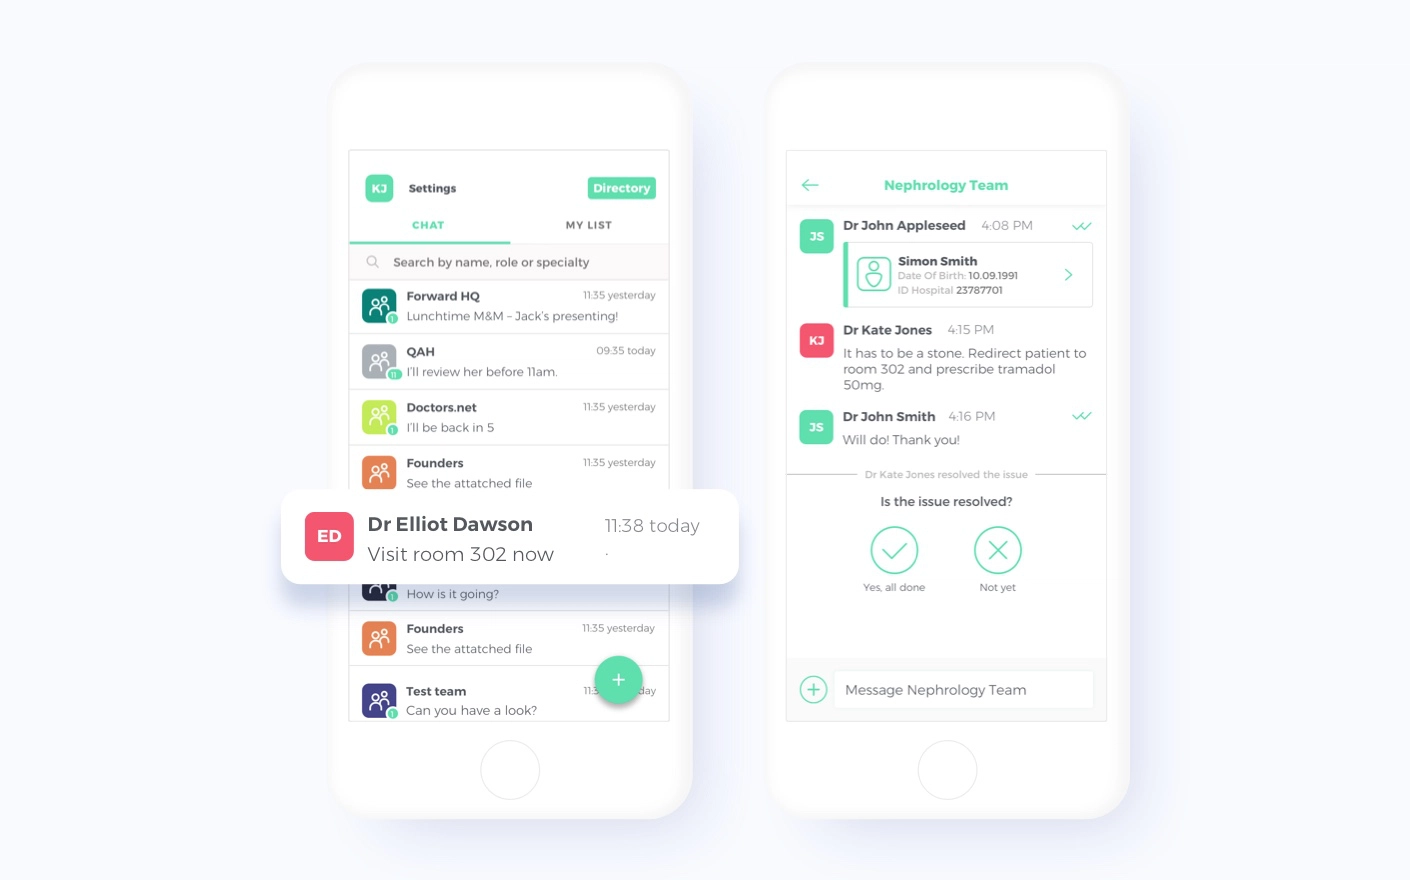 KJ Settings Directory
CHAT MY LIST
Search by name, role or specialty
Forward HQ 11:35 yesterday
Lunchtime M&M – Jack's presenting!
1
QAH 09:35 today
I'll review her before 11am.
11
Doctors.net 11:35 yesterday
I'll be back in 5
1
Founders 11:35 yesterday
See the attatched file
ED Dr Elliot Dawson 11:38 today
Visit room 302 now .
How is it going?
1
Founders 11:35 yesterday
See the attatched file
Test team
Can you have a look?
1
Nephrology Team
JS Dr John Appleseed 4:08 PM
Simon Smith
Date Of Birth: 10.09.1991
ID Hospital 23787701
KJ Dr Kate Jones 4:15 PM
It has to be a stone. Redirect patient to
room 302 and prescribe tramadol
50mg.
JS Dr John Smith 4:16 PM
Will do! Thank you!
Dr Kate Jones resolved the issue
Is the issue resolved?
Yes, all done Not yet
Message Nephrology Team